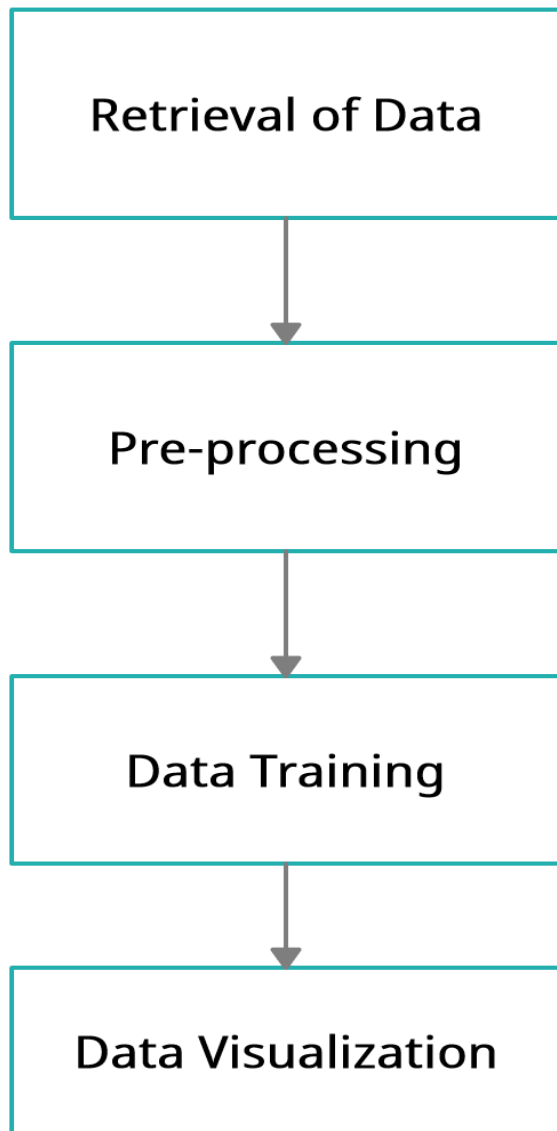 Retrieval of Data
Pre-processing
Data Training
Data Visualization